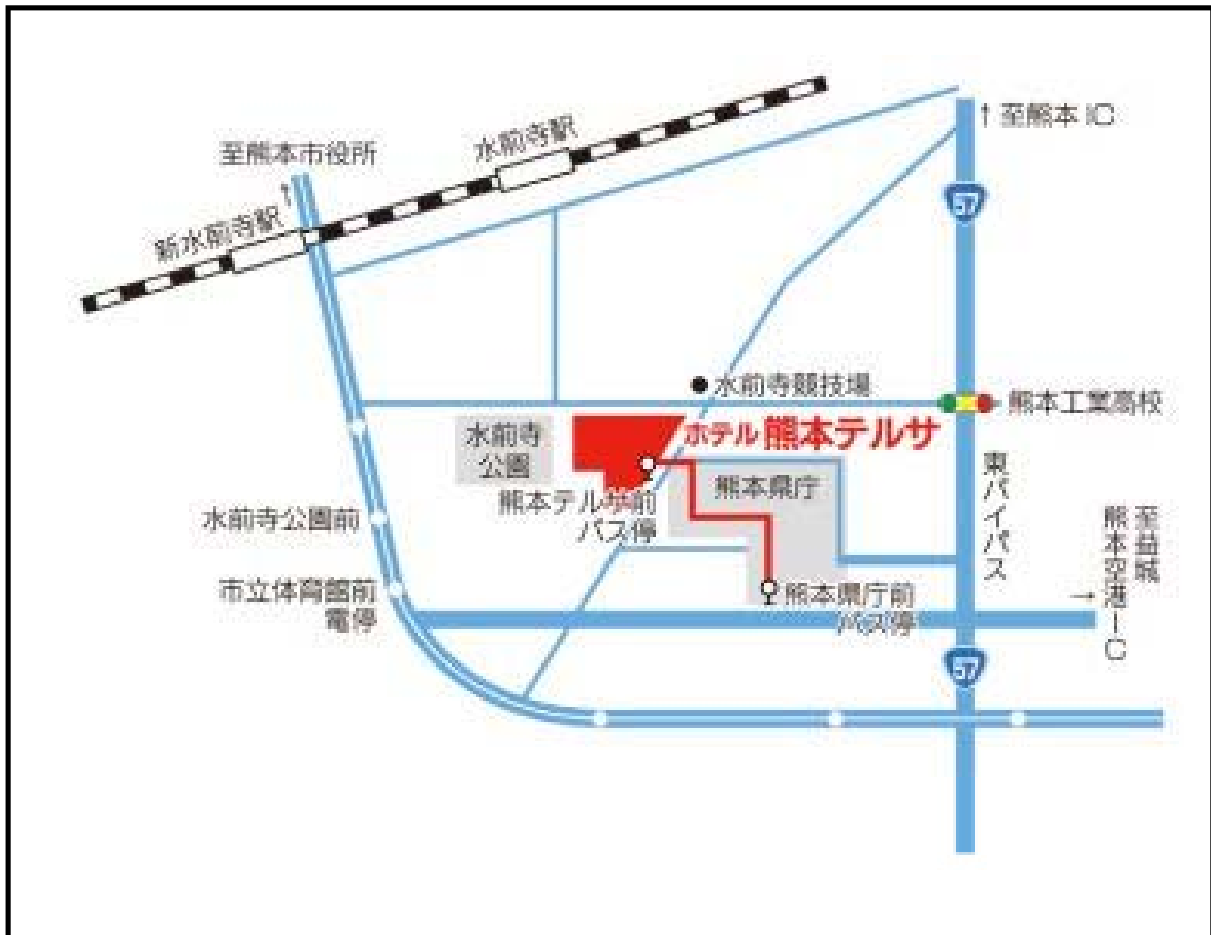 ↑至熊本IC
至熊本市役所
↑
水前寺駅
新水前寺駅
57
水前寺競技場
熊本工業高校
水前寺
公園
ホテル 熊本テルサ
熊本テルサ前
バス停
熊本県庁
東バイパス
至益城
熊本空港IC
→
水前寺公園前
市立体育館前
電停
熊本県庁前
バス停
57